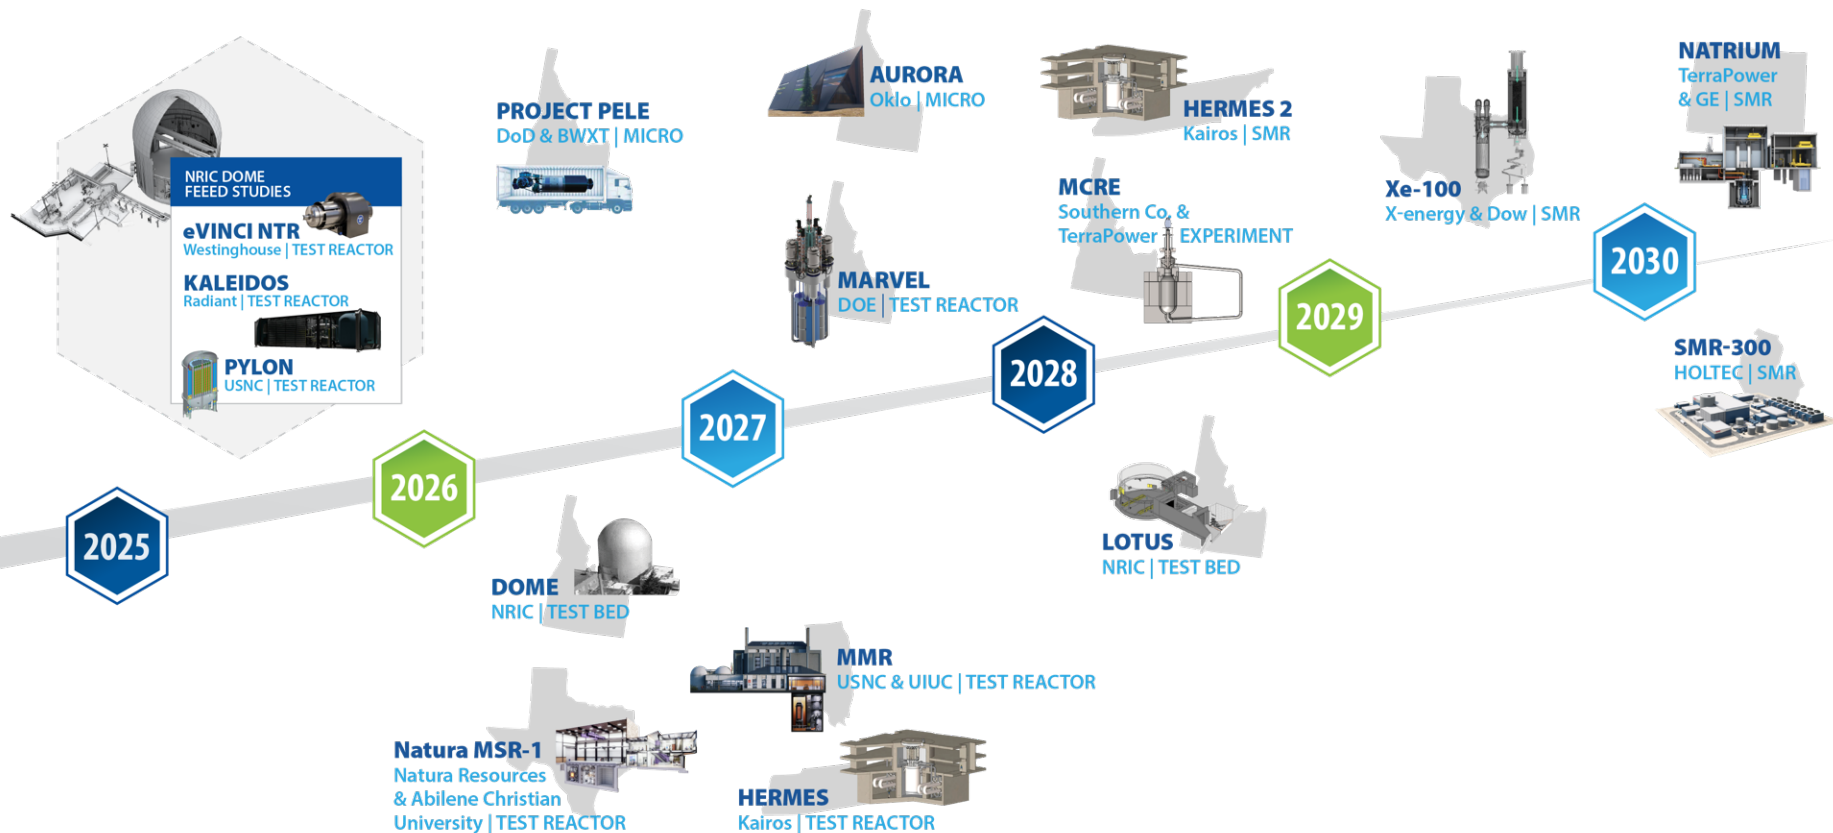 NRIC DOME
FEEED STUDIES
eVINCI NTR
Westinghouse | TEST REACTOR
KALEIDOS
Radiant | TEST REACTOR
PYLON
USNC | TEST REACTOR
PROJECT PELE
DoD & BWXT | MICRO
AURORA
Oklo | MICRO
MARVEL
DOE | TEST REACTOR
HERMES 2
Kairos | SMR
MCRE
Southern Co. &
TerraPower | EXPERIMENT
Xe-100
X-energy & Dow | SMR
NATRIUM
TerraPower
& GE | SMR
2025
2026
2027
2028
2029
2030
SMR-300
HOLTEC | SMR
DOME
NRIC | TEST BED
LOTUS
NRIC | TEST BED
MMR
USNC & UIUC | TEST REACTOR
Natura MSR-1
Natura Resources
& Abilene Christian
University | TEST REACTOR
HERMES
Kairos | TEST REACTOR